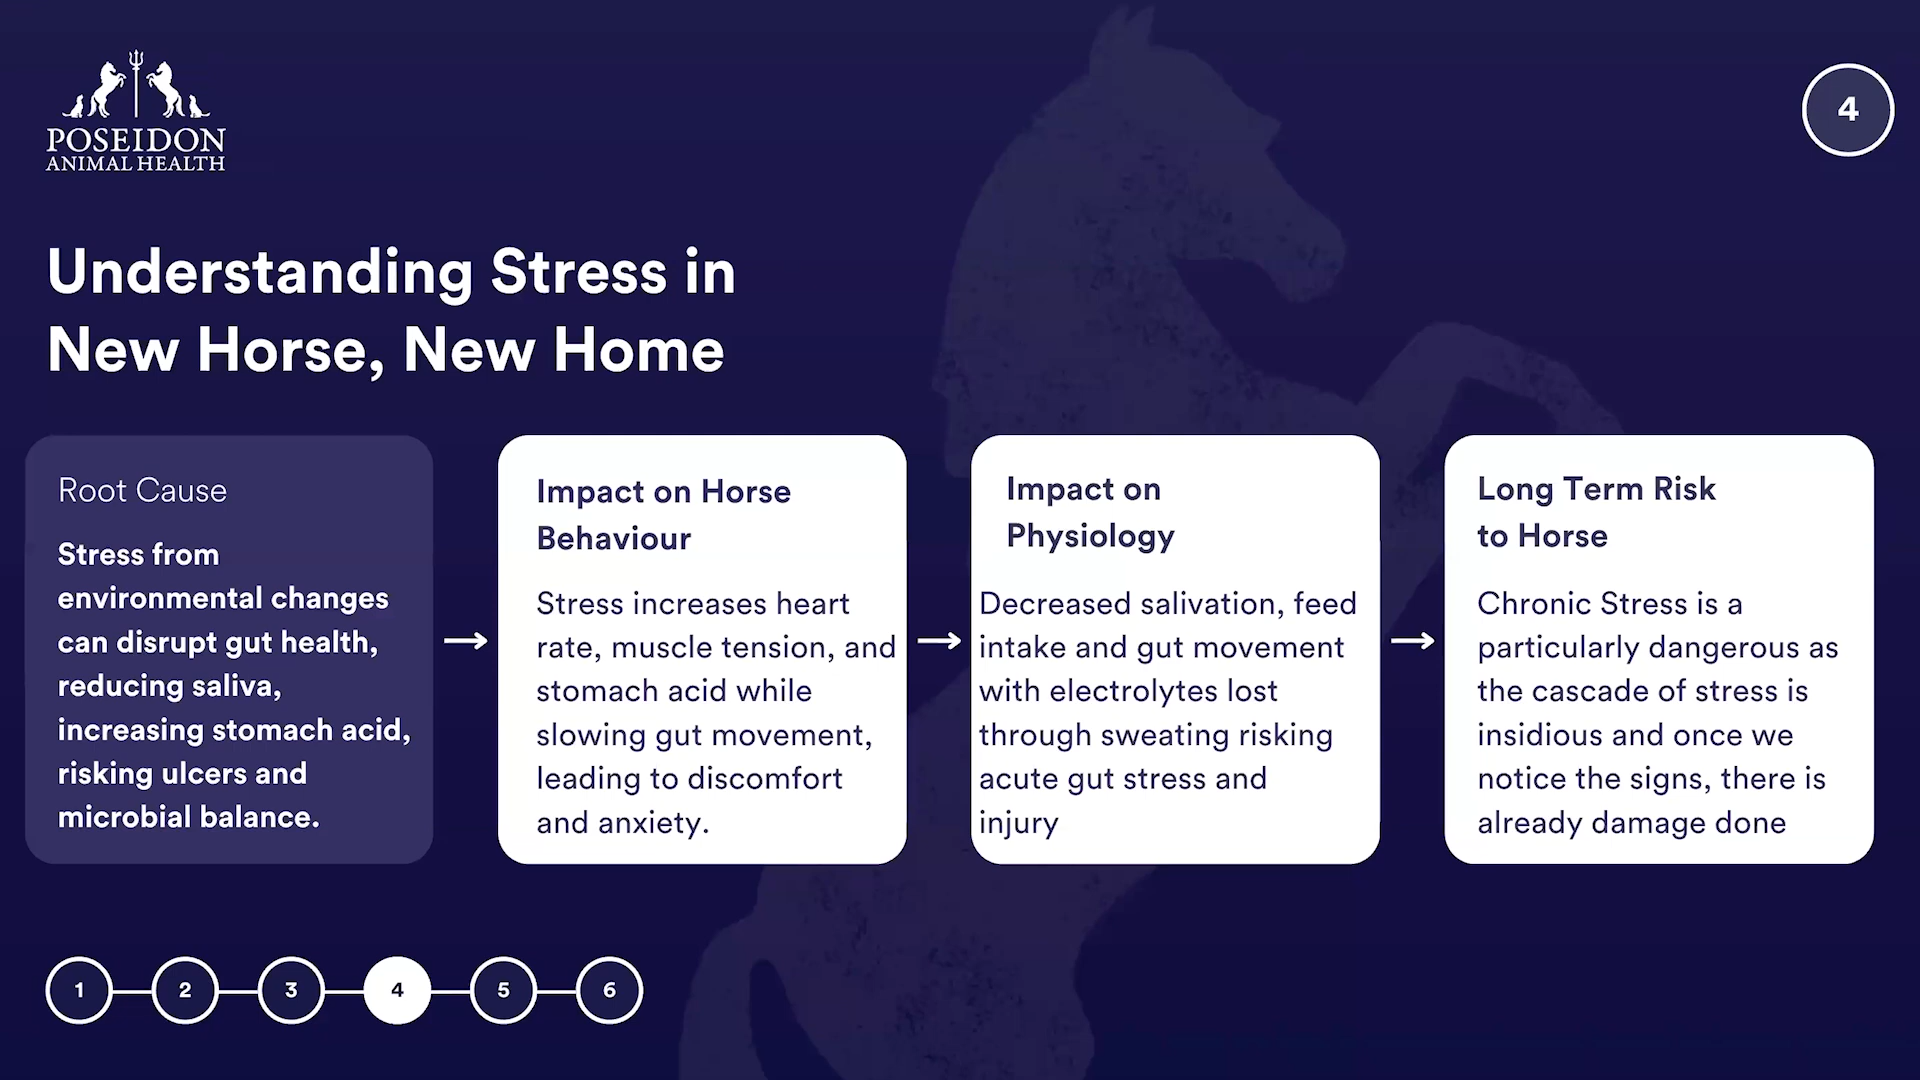 POSEIDON
ANIMAL HEALTH
4
Understanding Stress in
New Horse, New Home
Root Cause
Stress from
environmental changes
can disrupt gut health,
reducing saliva,
increasing stomach acid,
risking ulcers and
microbial balance.
Impact on Horse
Behaviour
Stress increases heart
rate, muscle tension, and
stomach acid while
slowing gut movement,
leading to discomfort
and anxiety.
Impact on
Physiology
Decreased salivation, feed
intake and gut movement
with electrolytes lost
through sweating risking
acute gut stress and
injury
Long Term Risk
to Horse
Chronic Stress is a
particularly dangerous as
the cascade of stress is
insidious and once we
notice the signs, there is
already damage done
1 2 3 4 5 6